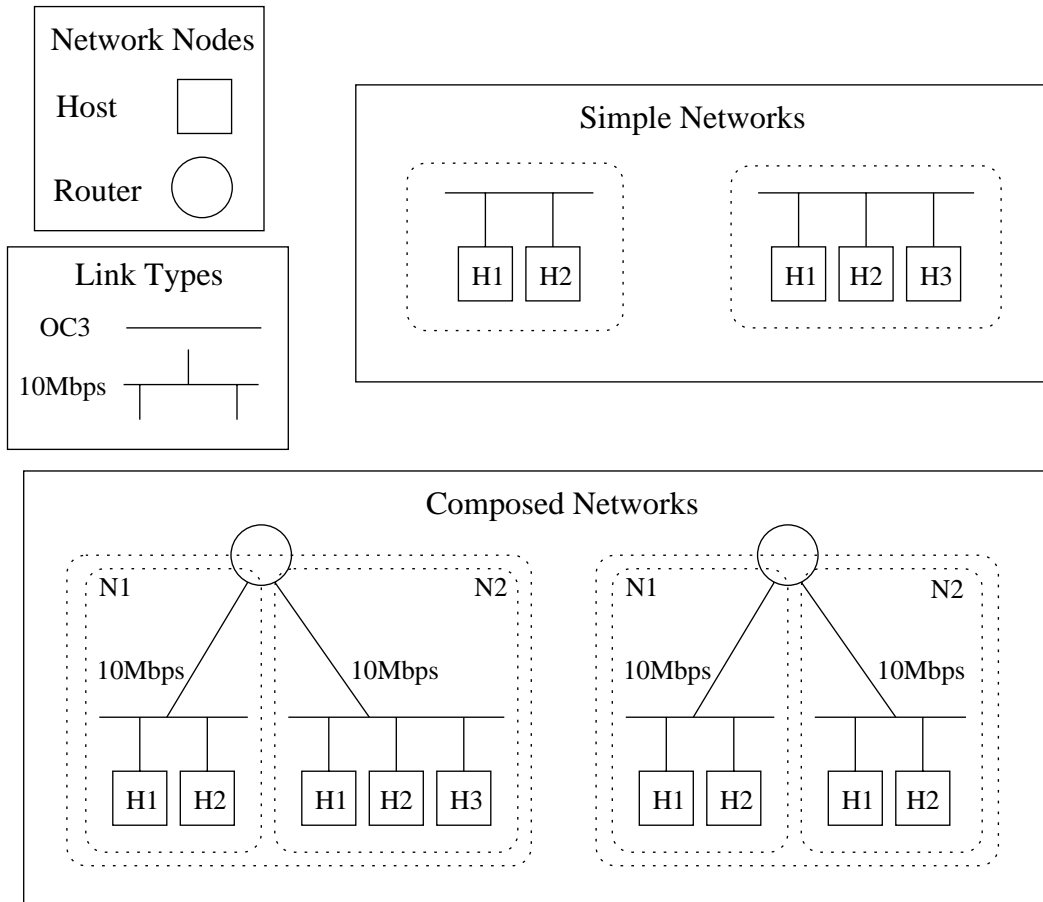 Network Nodes
Host
Router
Link Types
OC3
10Mbps
Simple Networks
H1 H2
H1 H2 H3
Composed Networks
N1 N2
10Mbps 10Mbps
H1 H2 H1 H2 H3
N1 N2
10Mbps 10Mbps
H1 H2 H1 H2